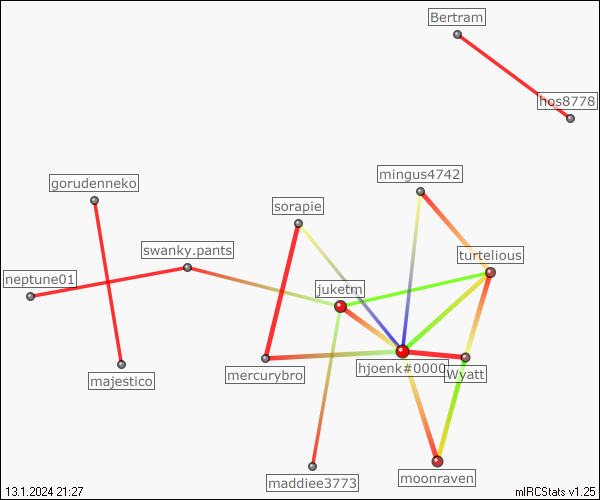 Bertram
hos8778
mingus4742
gorudenneko
sorapie
swanky.pants
turtelious
neptune01
juketm
hjoenk#0000
mercurybro
Wyatt
majestico
maddiee3773
moonraven
13.1.2024 21:27
mIRCStats v1.25